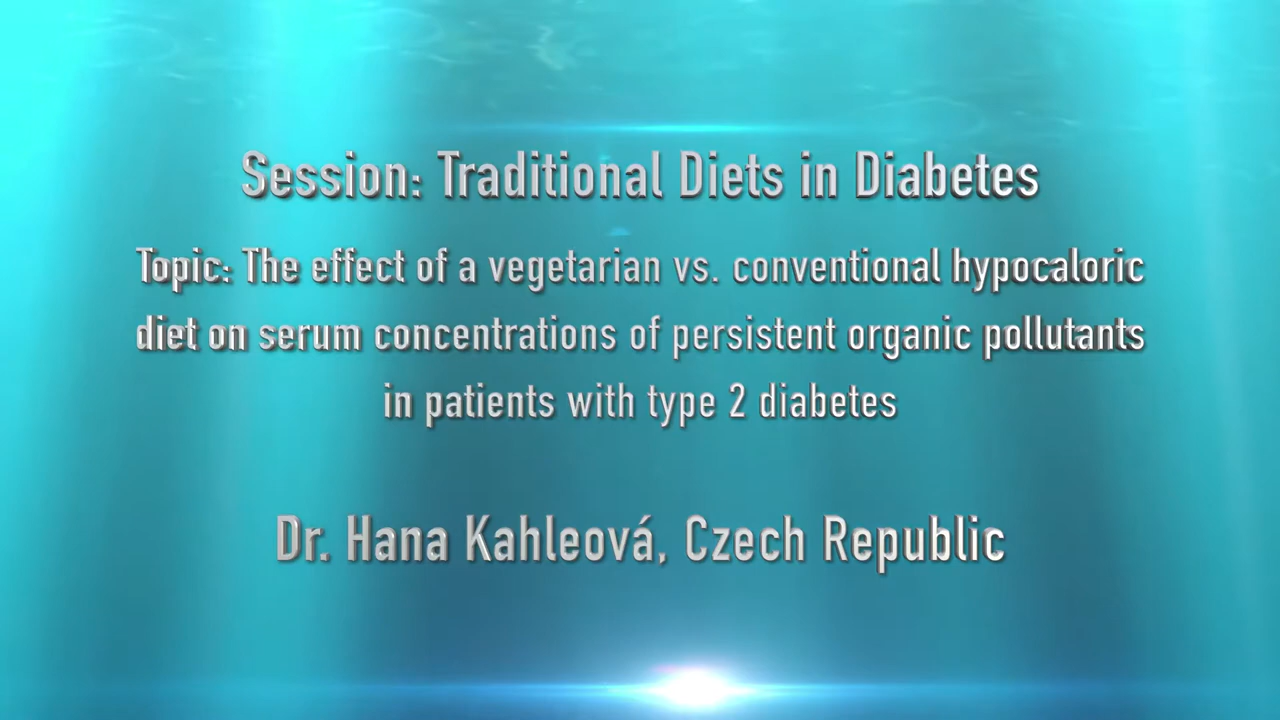 Session: Traditional Diets in Diabetes
Topic: The effect of a vegetarian vs. conventional hypocaloric
diet on serum concentrations of persistent organic pollutants
in patients with type 2 diabetes
Dr. Hana Kahleová, Czech Republic